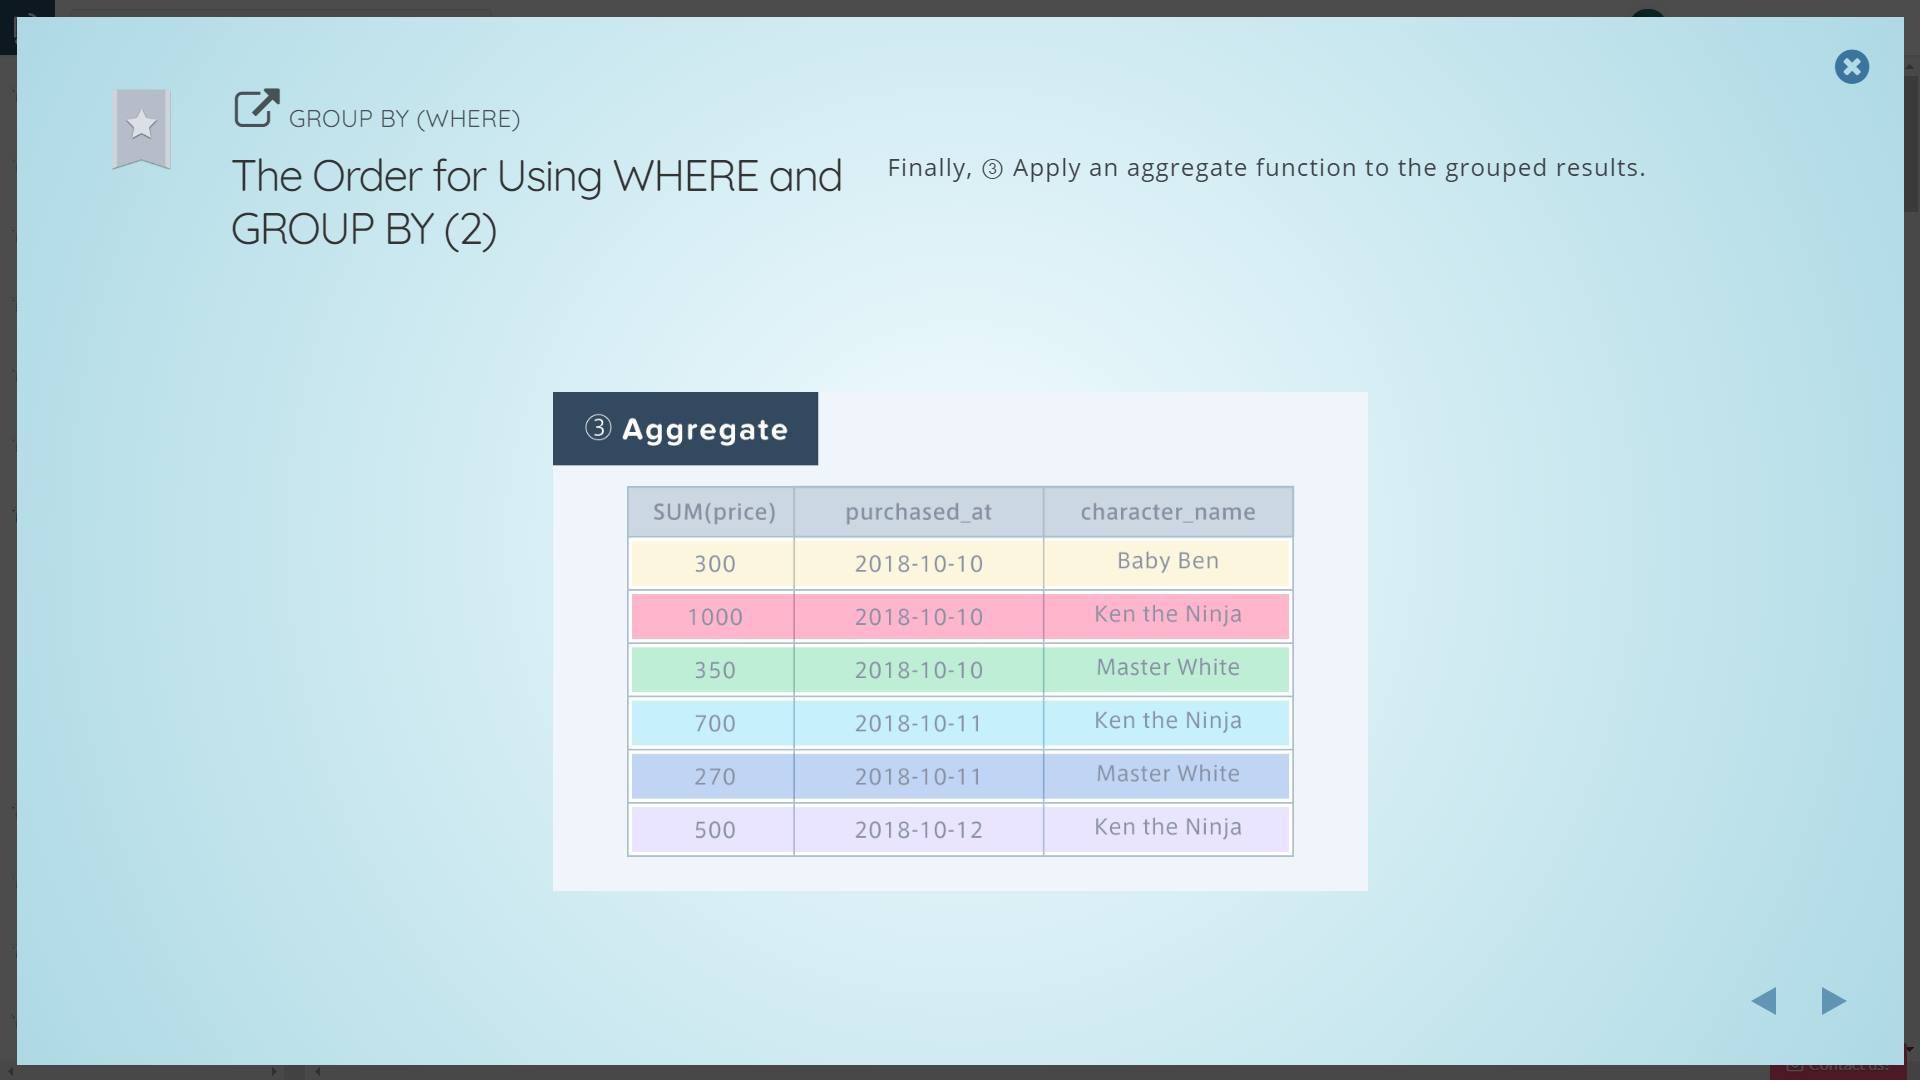 GROUP BY (WHERE)
The Order for Using WHERE and
GROUP BY (2)
Finally, ③ Apply an aggregate function to the grouped results.
③ Aggregate
SUM(price) purchased_at character_name
300 2018-10-10 Baby Ben
1000 2018-10-10 Ken the Ninja
350 2018-10-10 Master White
700 2018-10-11 Ken the Ninja
270 2018-10-11 Master White
500 2018-10-12 Ken the Ninja
Contact us!